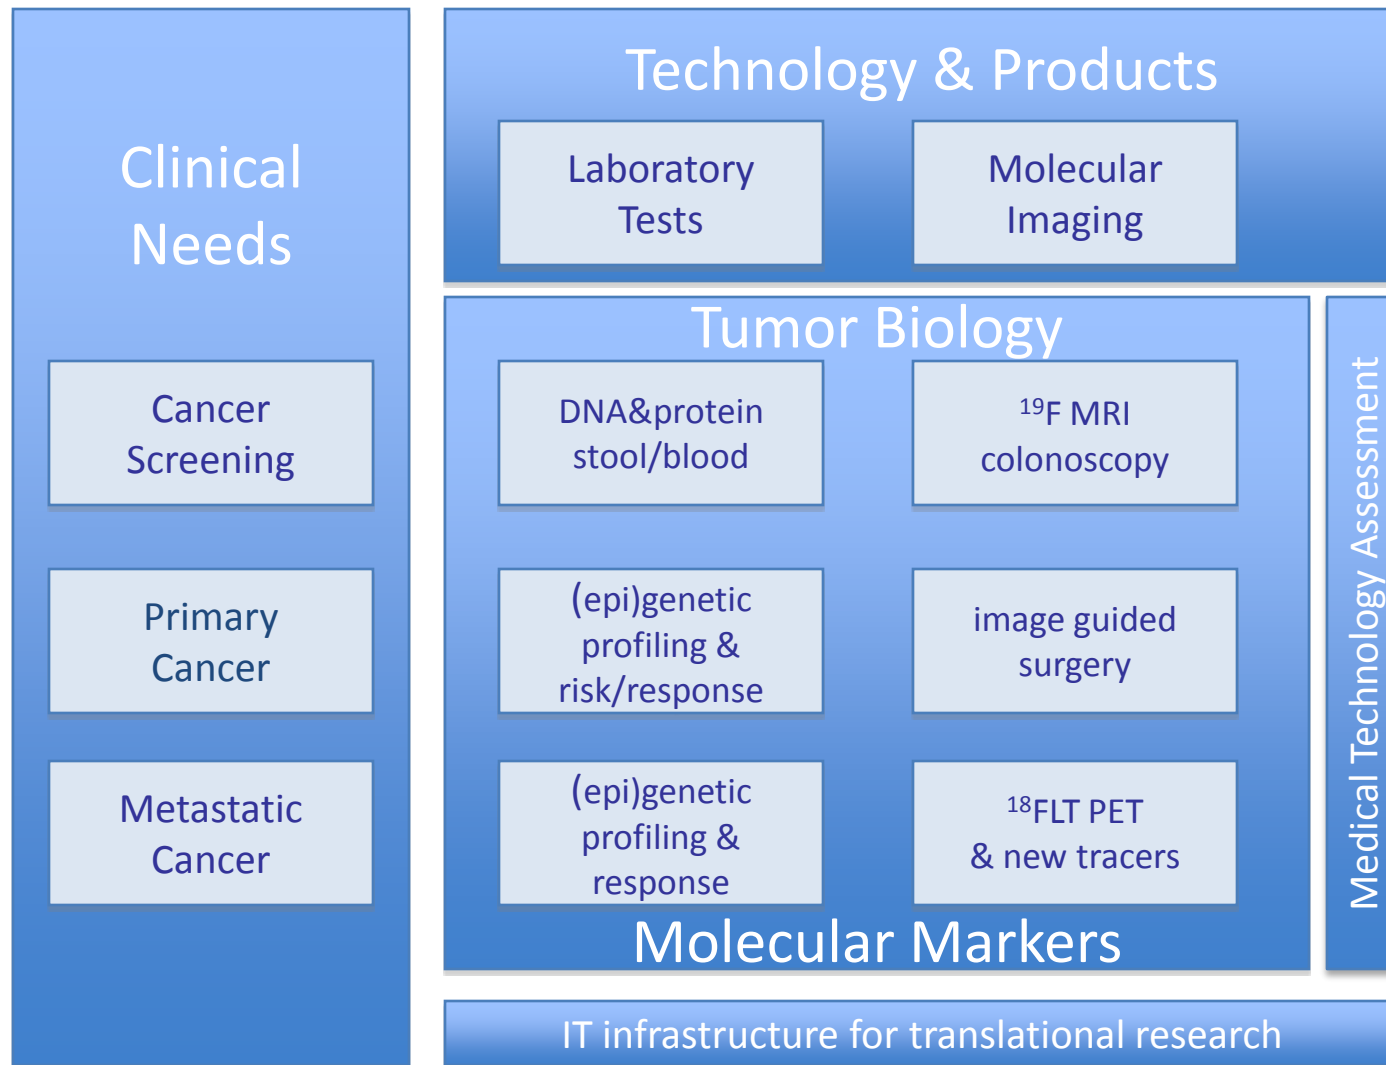 Clinical
Needs
Cancer
Screening
Primary
Cancer
Metastatic
Cancer
Technology & Products
Laboratory
Tests
Molecular
Imaging
Tumor Biology
DNA&protein
stool/blood
¹⁹F MRI
colonoscopy
(epi)genetic
profiling &
risk/response
image guided
surgery
(epi)genetic
profiling &
response
¹⁸FLT PET
& new tracers
Molecular Markers
Medical Technology Assessment
IT infrastructure for translational research